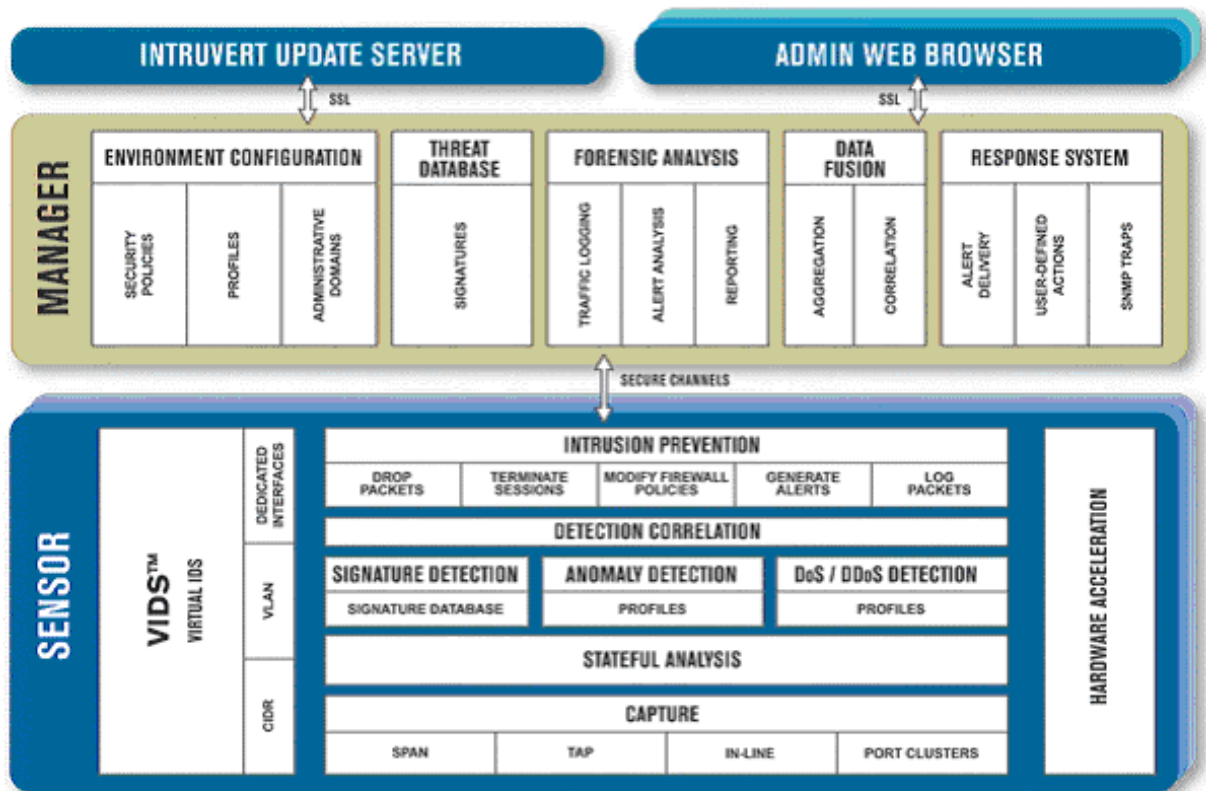 INTRUVERT UPDATE SERVER
ADMIN WEB BROWSER
SSL
SSL
MANAGER
ENVIRONMENT CONFIGURATION
SECURITY
POLICIES
PROFILES
ADMINISTRATIVE
DOMAINS
THREAT
DATABASE
SIGNATURES
FORENSIC ANALYSIS
TRAFFIC LOGGING
ALERT ANALYSIS
REPORTING
DATA
FUSION
AGGREGATION
CORRELATION
RESPONSE SYSTEM
ALERT
DELIVERY
USER-DEFINED
ACTIONS
SNMP TRAPS
SECURE CHANNELS
SENSOR
VIDS™
VIRTUAL IDS
DEDICATED
INTERFACES
VLAN
CIDR
INTRUSION PREVENTION
DROP
PACKETS
TERMINATE
SESSIONS
MODIFY FIREWALL
POLICIES
GENERATE
ALERTS
LOG
PACKETS
DETECTION CORRELATION
SIGNATURE DETECTION
SIGNATURE DATABASE
ANOMALY DETECTION
PROFILES
DoS / DDoS DETECTION
PROFILES
STATEFUL ANALYSIS
CAPTURE
SPAN
TAP
IN-LINE
PORT CLUSTERS
HARDWARE ACCELERATION